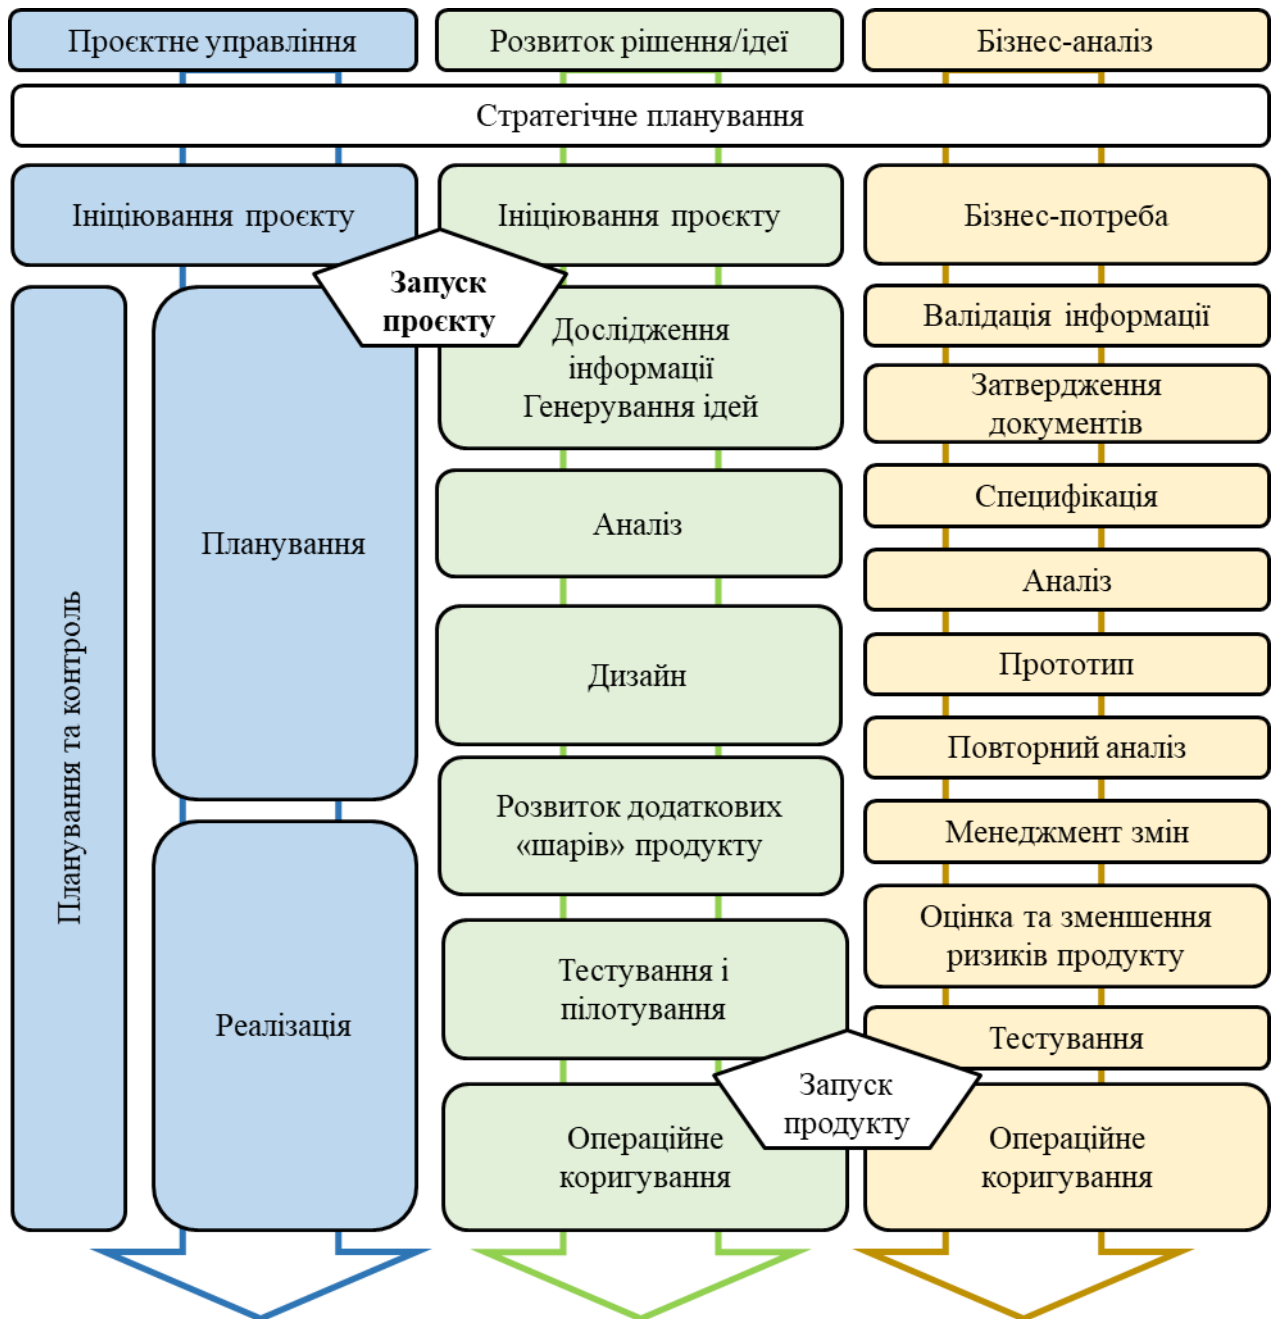 Проєктне управління
Розвиток рішення/ідеї
Бізнес-аналіз
Стратегічне планування
Ініціювання проєкту
Ініціювання проєкту
Бізнес-потреба
Запуск
проєкту
Планування та контроль
Планування
Реалізація
Дослідження
інформації
Генерування ідей
Аналіз
Дизайн
Розвиток додаткових
«шарів» продукту
Тестування і
пілотування
Операційне
коригування
Валідація інформації
Затвердження
документів
Специфікація
Аналіз
Прототип
Повторний аналіз
Менеджмент змін
Оцінка та зменшення
ризиків продукту
Тестування
Запуск
продукту
Операційне
коригування